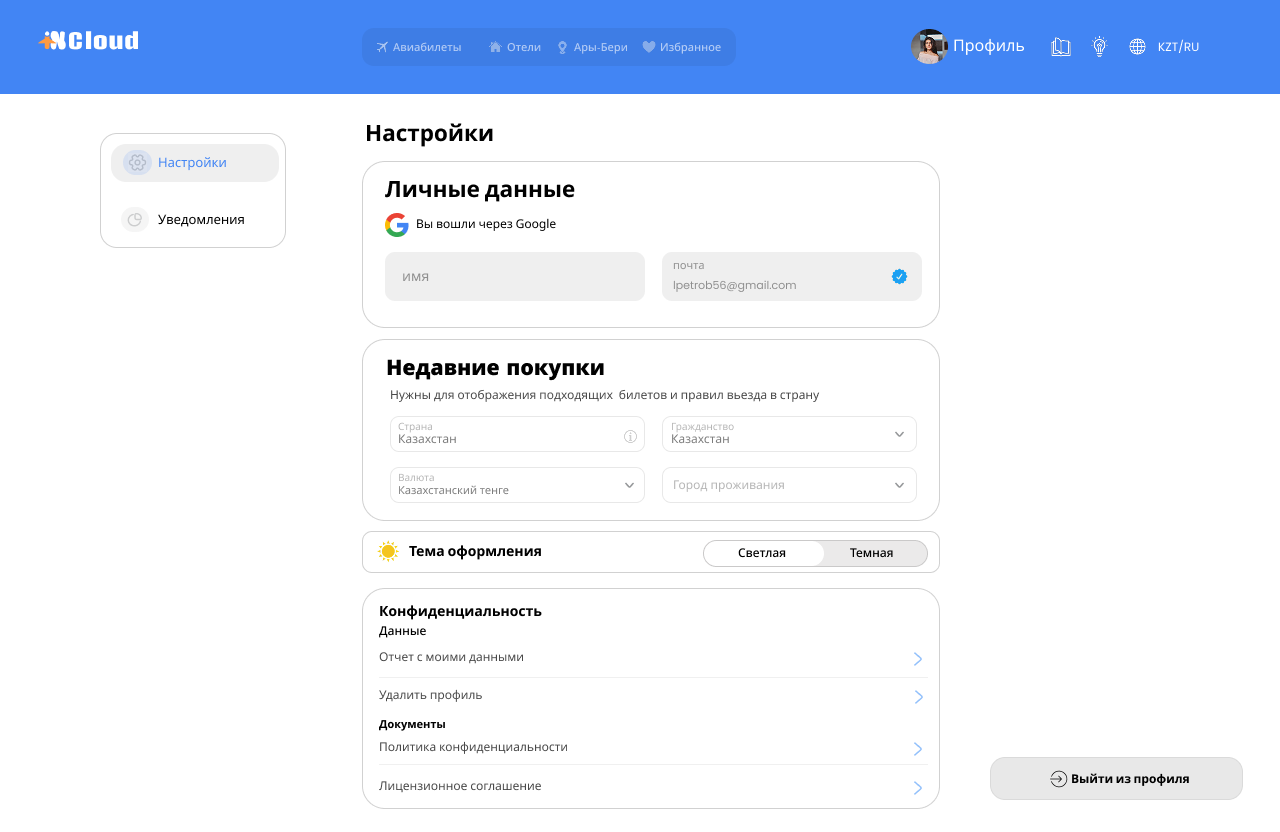 inCloud
Авиабилеты
Отели
Ары-Бери
Избранное
Профиль
KZT/RU
Настройки
Уведомления
Настройки
Личные данные
Вы вошли через Google
имя
почта
lpetrob56@gmail.com
Недавние покупки
Нужны для отображения подходящих билетов и правил вьезда в страну
Страна
Казахстан
Гражданство
Казахстан
Валюта
Казахстанский тенге
Город проживания
Тема оформления
Светлая
Темная
Конфиденциальность
Данные
Отчет с моими данными
Удалить профиль
Документы
Политика конфиденциальности
Лицензионное соглашение
Выйти из профиля